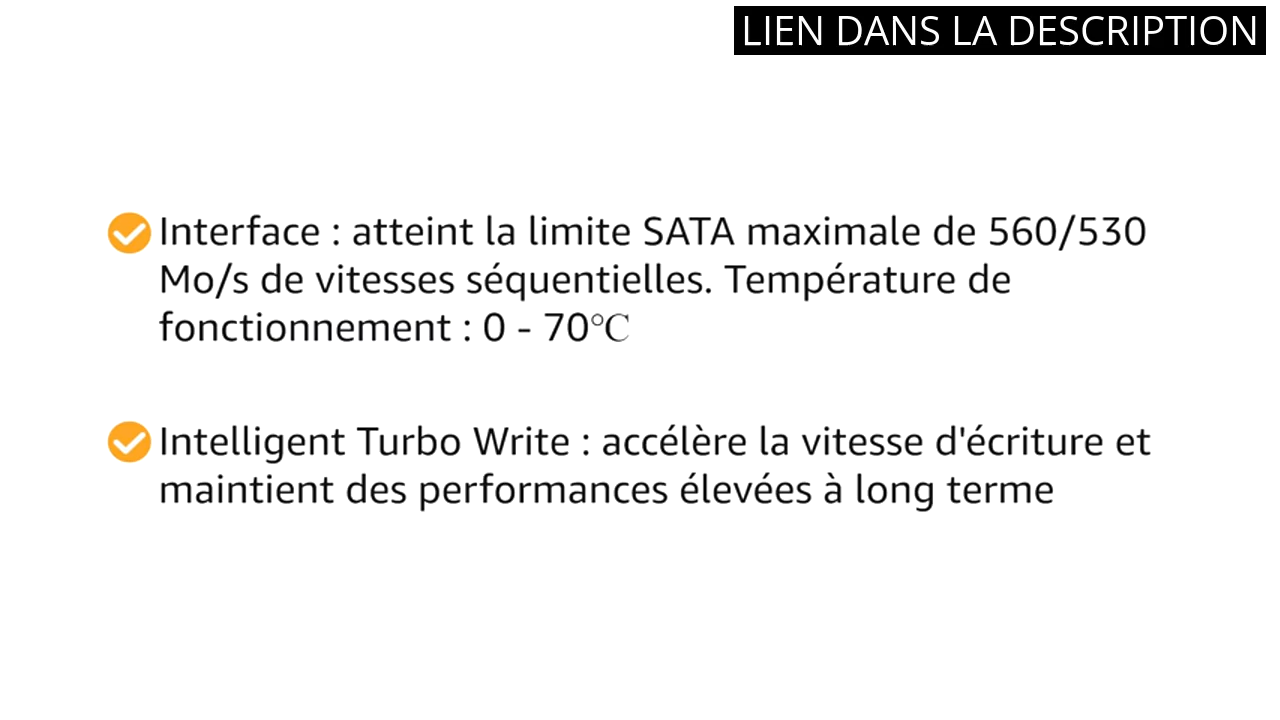 LIEN DANS LA DESCRIPTION
Interface : atteint la limite SATA maximale de 560/530
Mo/s de vitesses séquentielles. Température de
fonctionnement : 0 - 70℃
Intelligent Turbo Write : accélère la vitesse d'écriture et
maintient des performances élevées à long terme